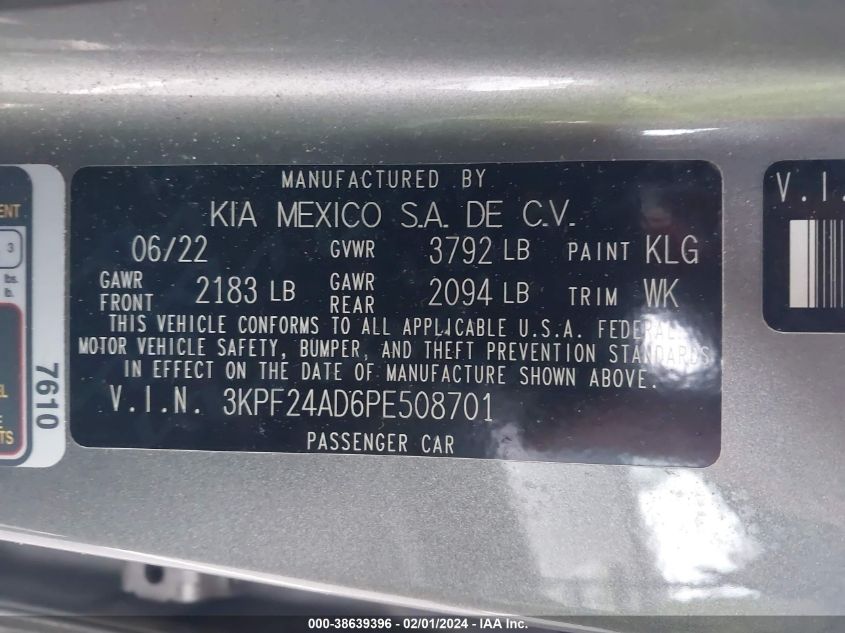 MANUFACTURED BY
KIA MEXICO S.A. DE C.V.
06/22 GVWR 3792 LB PAINT KLG
GAWR FRONT 2183 LB GAWR REAR 2094 LB TRIM WK
THIS VEHICLE CONFORMS TO ALL APPLICABLE U.S.A. FEDERAL
MOTOR VEHICLE SAFETY, BUMPER, AND THEFT PREVENTION STANDARDS
IN EFFECT ON THE DATE OF MANUFACTURE SHOWN ABOVE.
V.I.N. 3KPF24AD6PE508701
PASSENGER CAR
3
lbs.
lb.
7610
V.I.
000-38639396 - 02/01/2024 - IAA Inc.